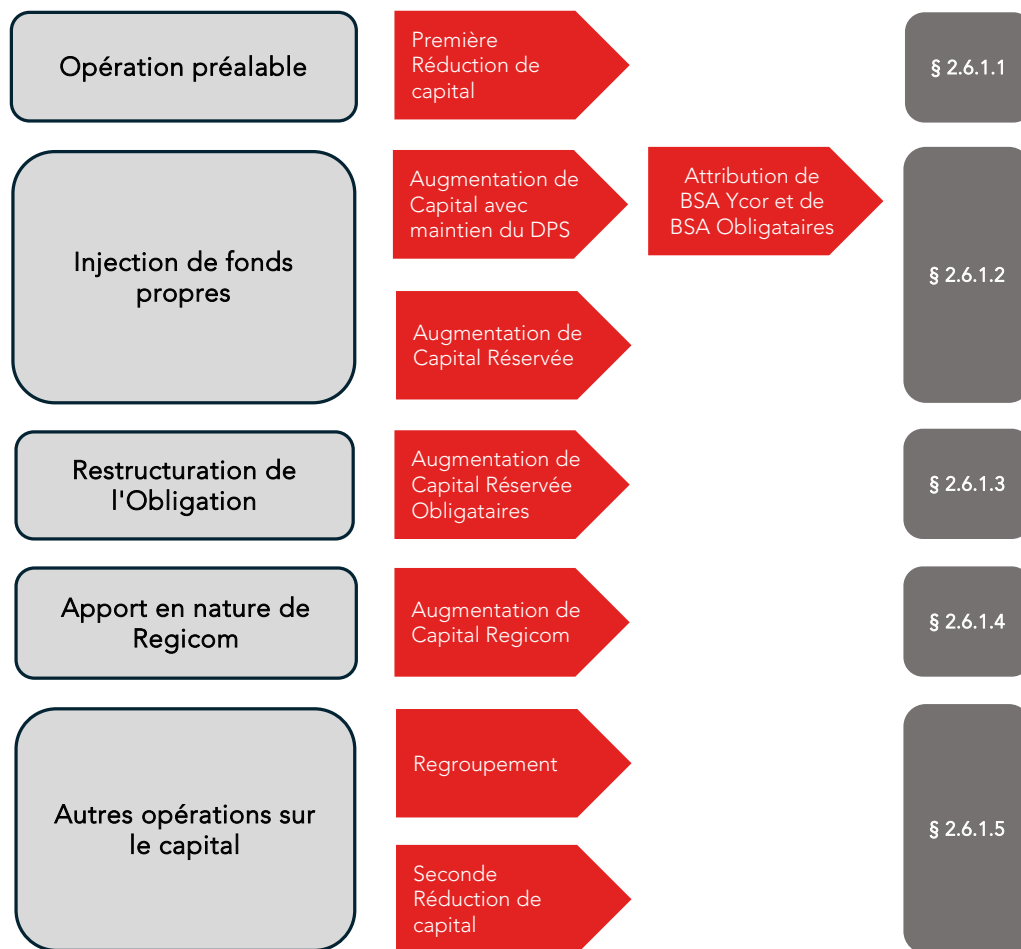 Opération préalable
Première
Réduction de
capital
§ 2.6.1.1
Injection de fonds
propres
Augmentation de
Capital avec
maintien du DPS
Attribution de
BSA Ycor et de
BSA Obligataires
Augmentation de
Capital Réservée
§ 2.6.1.2
Restructuration de
l'Obligation
Augmentation de
Capital Réservée
Obligataires
§ 2.6.1.3
Apport en nature de
Regicom
Augmentation de
Capital Regicom
§ 2.6.1.4
Autres opérations sur
le capital
Regroupement
Seconde
Réduction de
capital
§ 2.6.1.5